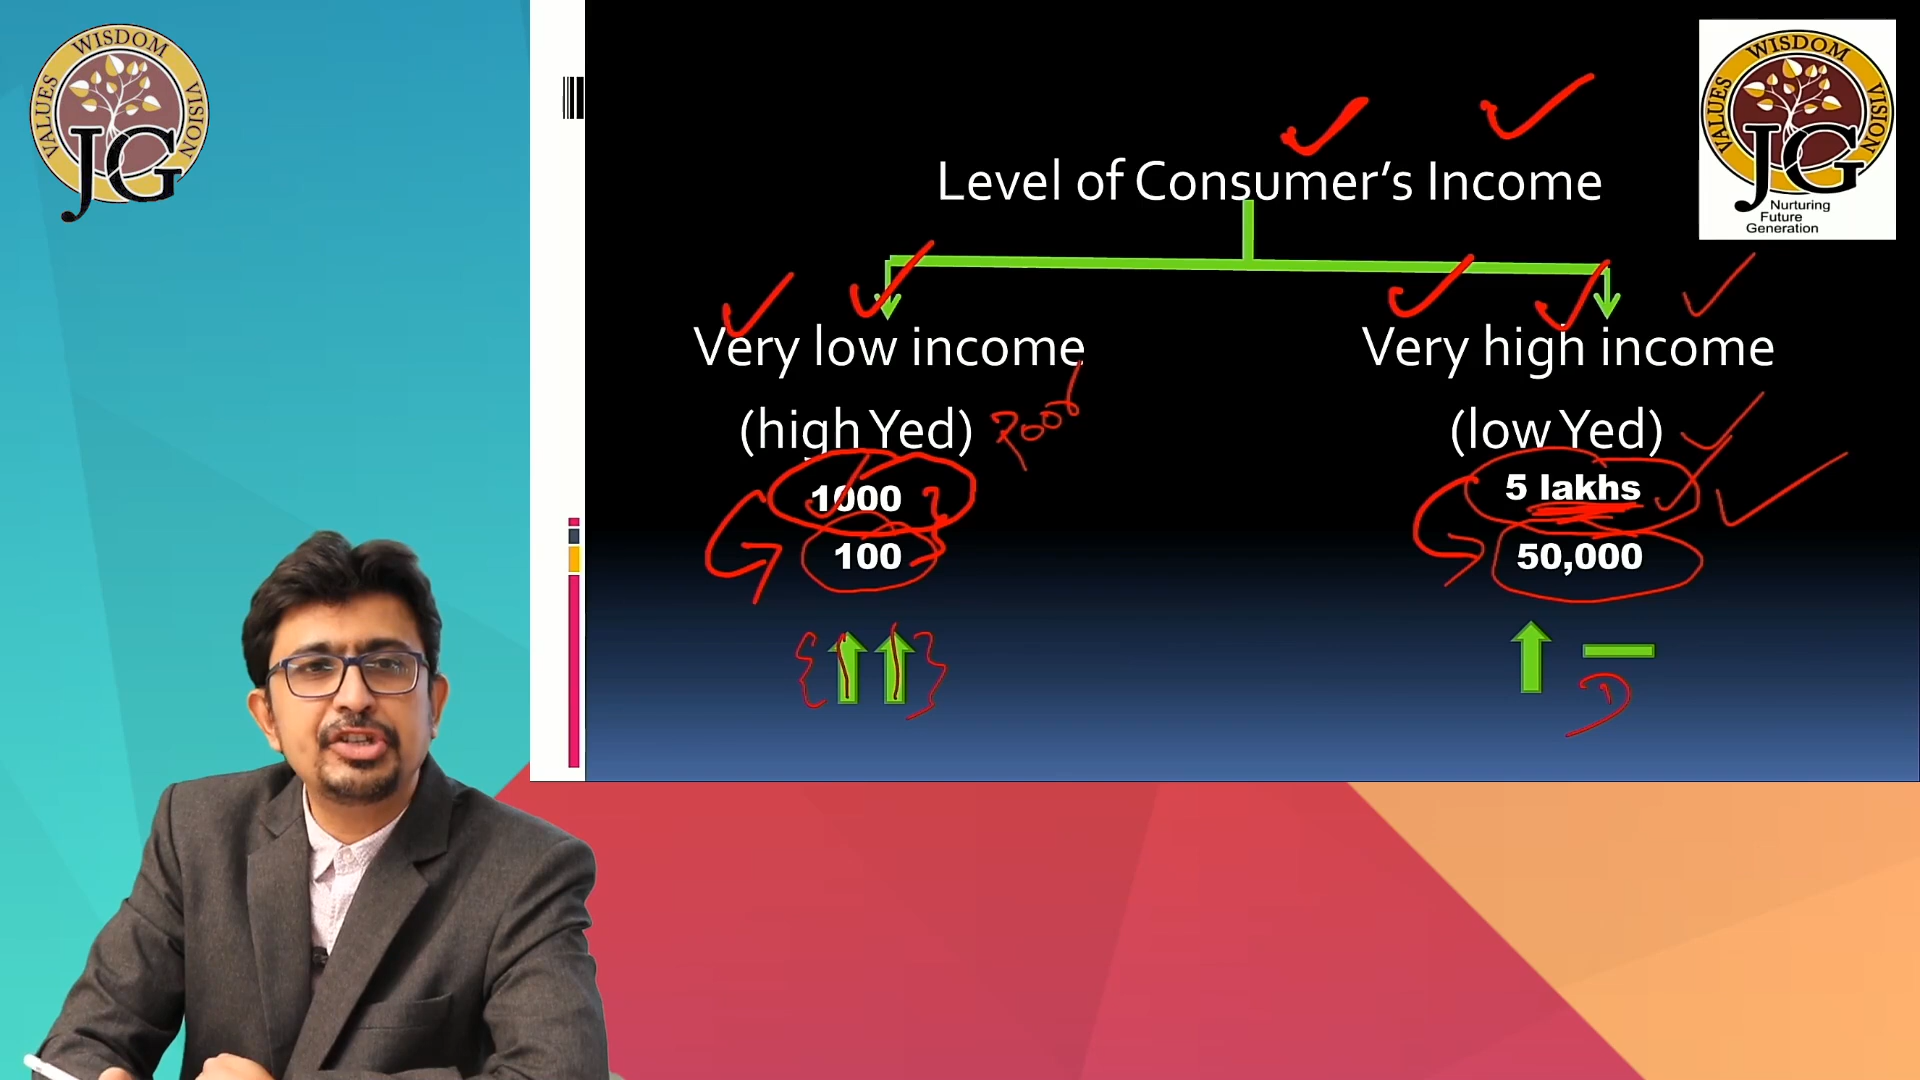 VALUES WISDOM VISION
JG
VALUES WISDOM VISION
JG
Nurturing
Future
Generation
Level of Consumer’s Income
Very low income
(high Yed) Poor
1000
100
Very high income
(low Yed)
5 lakhs
50,000
D